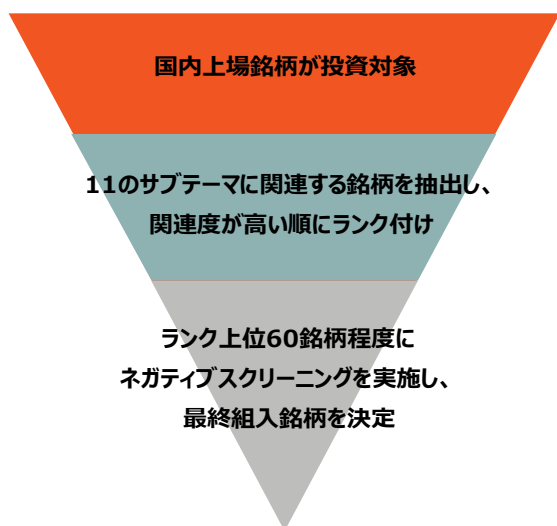 国内上場銘柄が投資対象
11のサブテーマに関連する銘柄を抽出し、
関連度が高い順にランク付け
ランク上位60銘柄程度に
ネガティブスクリーニングを実施し、
最終組入銘柄を決定